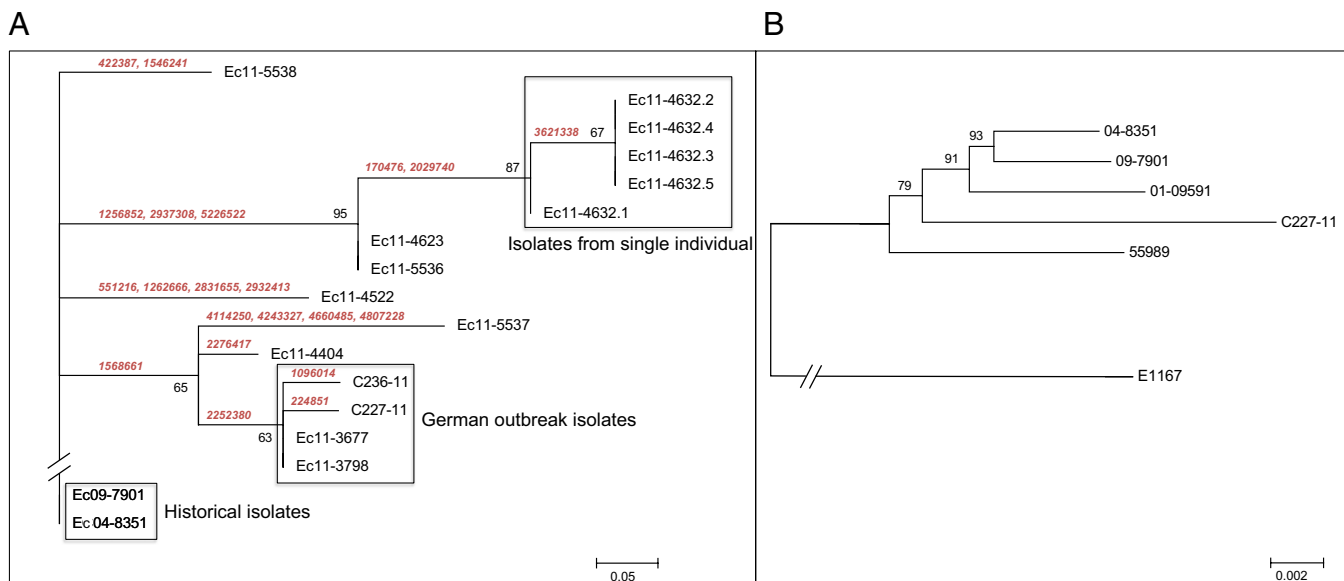 A
B
422387, 1546241
Ec11-5538
Ec11-4632.2
3621338
67
Ec11-4632.4
Ec11-4632.3
Ec11-4632.5
170476, 2029740
87
Ec11-4632.1
Isolates from single individual
1256852, 2937308, 5226522
95
Ec11-4623
Ec11-5536
551216, 1262666, 2831655, 2932413
Ec11-4522
4114250, 4243327, 4660485, 4807228
Ec11-5537
2276417
Ec11-4404
1568661
65
1096014
C236-11
224851
C227-11
2252380
63
Ec11-3677
Ec11-3798
German outbreak isolates
Ec09-7901
Ec 04-8351
Historical isolates
0.05
93
04-8351
91
09-7901
79
01-09591
C227-11
55989
E1167
0.002